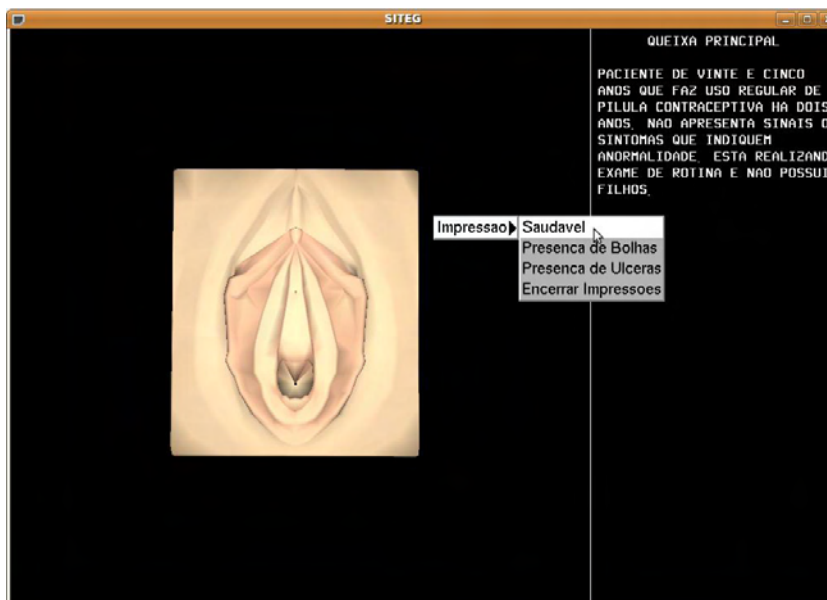 SITEG
QUEIXA PRINCIPAL
PACIENTE DE VINTE E CINCO
ANOS QUE FAZ USO REGULAR DE
PILULA CONTRACEPTIVA HA DOIS
ANOS. NAO APRESENTA SINAIS O
SINTOMAS QUE INDIQUEM
ANORMALIDADE. ESTA REALIZAND
EXAME DE ROTINA E NAO POSSUI
FILHOS.
Impressao
Saudavel
Presenca de Bolhas
Presenca de Ulceras
Encerrar Impressoes